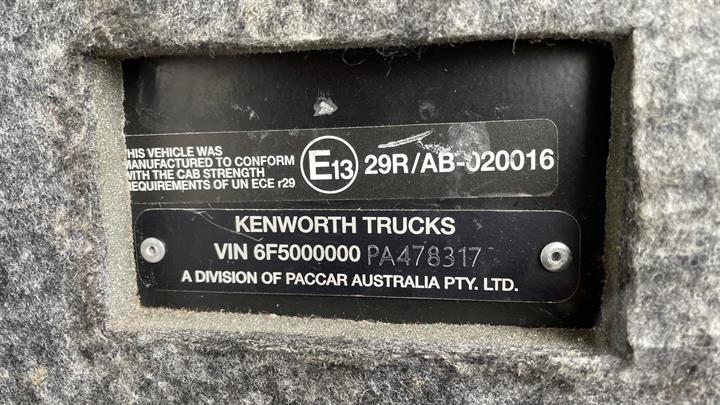 THIS VEHICLE WAS
MANUFACTURED TO CONFORM
WITH THE CAB STRENGTH
REQUIREMENTS OF UN ECE r29
E13
29R/AB-020016
KENWORTH TRUCKS
VIN 6F5000000 PA478317
A DIVISION OF PACCAR AUSTRALIA PTY. LTD.